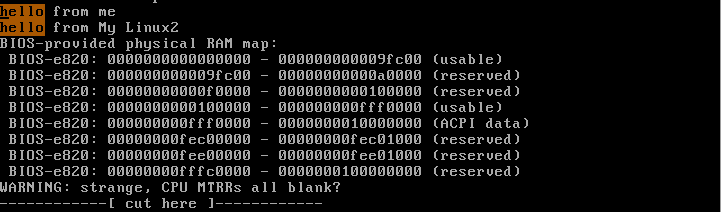 hello from me
hello from My Linux2
BIOS-provided physical RAM map:
BIOS-e820: 0000000000000000 - 000000000009fc00 (usable)
BIOS-e820: 000000000009fc00 - 00000000000a0000 (reserved)
BIOS-e820: 00000000000f0000 - 0000000000100000 (reserved)
BIOS-e820: 0000000000100000 - 000000000fff0000 (usable)
BIOS-e820: 000000000fff0000 - 0000000010000000 (ACPI data)
BIOS-e820: 00000000fec00000 - 00000000fec01000 (reserved)
BIOS-e820: 00000000fee00000 - 00000000fee01000 (reserved)
BIOS-e820: 00000000fffc0000 - 0000000100000000 (reserved)
WARNING: strange, CPU MTRRs all blank?
------------[ cut here ]------------